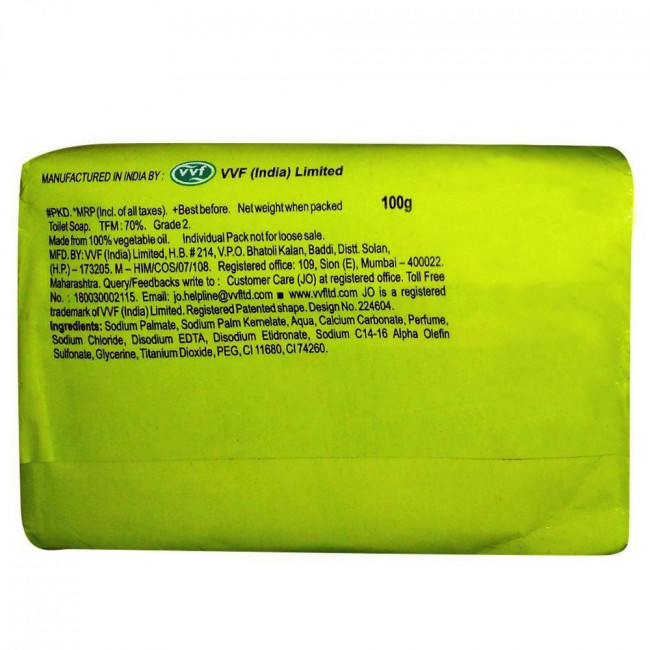 MANUFACTURED IN INDIA BY : vvf VVF (India) Limited
#PKD. *MRP (Incl. of all taxes). +Best before. Net weight when packed 100g
Toilet Soap. TFM : 70%. Grade 2.
Made from 100% vegetable oil. Individual Pack not for loose sale.
MFD. BY: VVF (India) Limited, H.B. # 214, V.P.O. Bhatoli Kalan, Baddi, Distt. Solan,
(H.P.) – 173205. M – HIM/COS/07/108. Registered office: 109, Sion (E), Mumbai – 400022.
Maharashtra. Query/Feedbacks write to : Customer Care (JO) at registered office. Toll Free
No. : 180030002115. Email: jo.helpline@vvfltd.com ■ www.vvfltd.com JO is a registered
trademark of VVF (India) Limited. Registered Patented shape. Design No. 224604.
Ingredients: Sodium Palmate, Sodium Palm Kernelate, Aqua, Calcium Carbonate, Perfume,
Sodium Chloride, Disodium EDTA, Disodium Etidronate, Sodium C14-16 Alpha Olefin
Sulfonate, Glycerine, Titanium Dioxide, PEG, CI 11680, CI 74260.